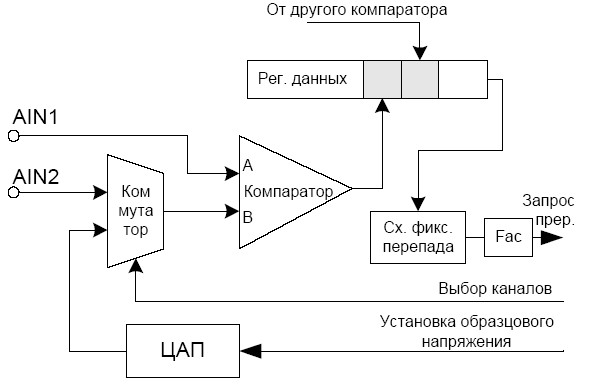 От другого компаратора
Рег. данных
AIN1
AIN2
Ком
мута
тор
A
Компаратор
B
Сх. фикс.
перепада
Fac
Запрос
прер.
Выбор каналов
Установка образцового
напряжения
ЦАП